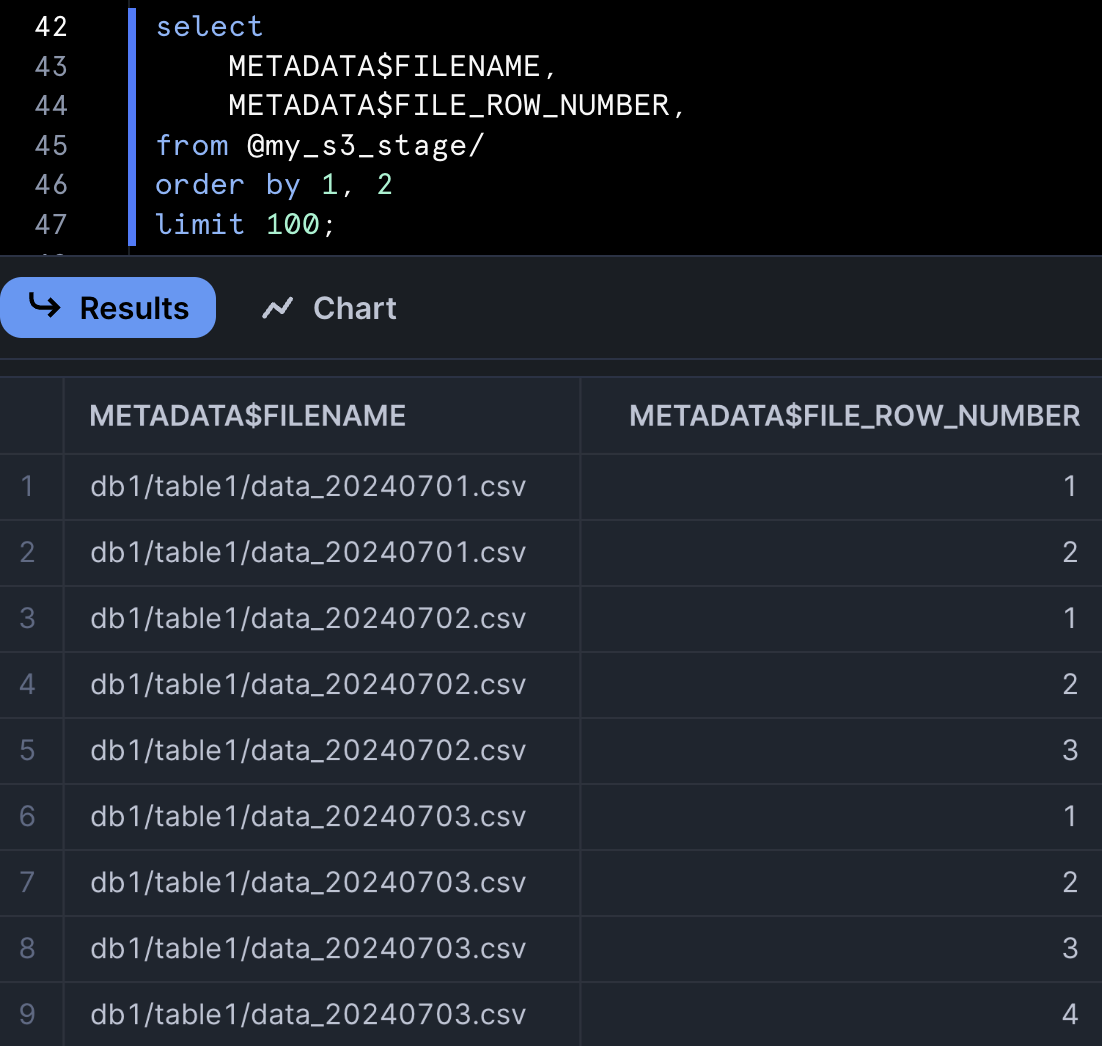 42 select
43 METADATA$FILENAME,
44 METADATA$FILE_ROW_NUMBER,
45 from @my_s3_stage/
46 order by 1, 2
47 limit 100;
Results Chart
METADATA$FILENAME METADATA$FILE_ROW_NUMBER
1 db1/table1/data_20240701.csv 1
2 db1/table1/data_20240701.csv 2
3 db1/table1/data_20240702.csv 1
4 db1/table1/data_20240702.csv 2
5 db1/table1/data_20240702.csv 3
6 db1/table1/data_20240703.csv 1
7 db1/table1/data_20240703.csv 2
8 db1/table1/data_20240703.csv 3
9 db1/table1/data_20240703.csv 4